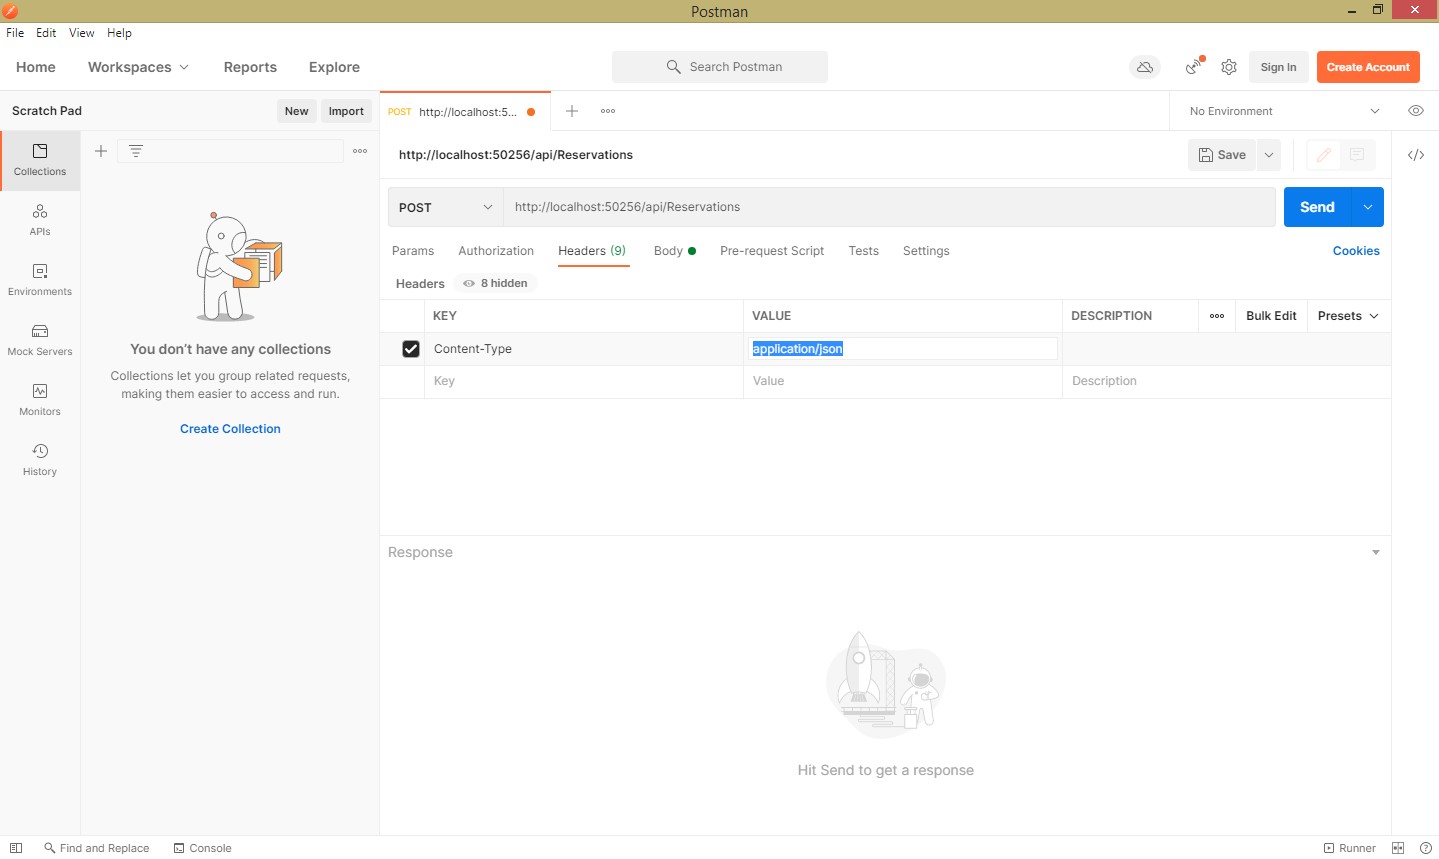 Postman
File Edit View Help
Home Workspaces Reports Explore Search Postman Sign In Create Account
Scratch Pad New Import POST http://localhost:5... No Environment
Collections
APIs
Environments
Mock Servers
Monitors
History
You don't have any collections
Collections let you group related requests,
making them easier to access and run.
Create Collection
http://localhost:50256/api/Reservations Save
POST http://localhost:50256/api/Reservations Send
Params Authorization Headers (9) Body Pre-request Script Tests Settings Cookies
Headers 8 hidden
KEY VALUE DESCRIPTION Bulk Edit Presets
Content-Type application/json
Key Value Description
Response
Hit Send to get a response
Find and Replace Console Runner